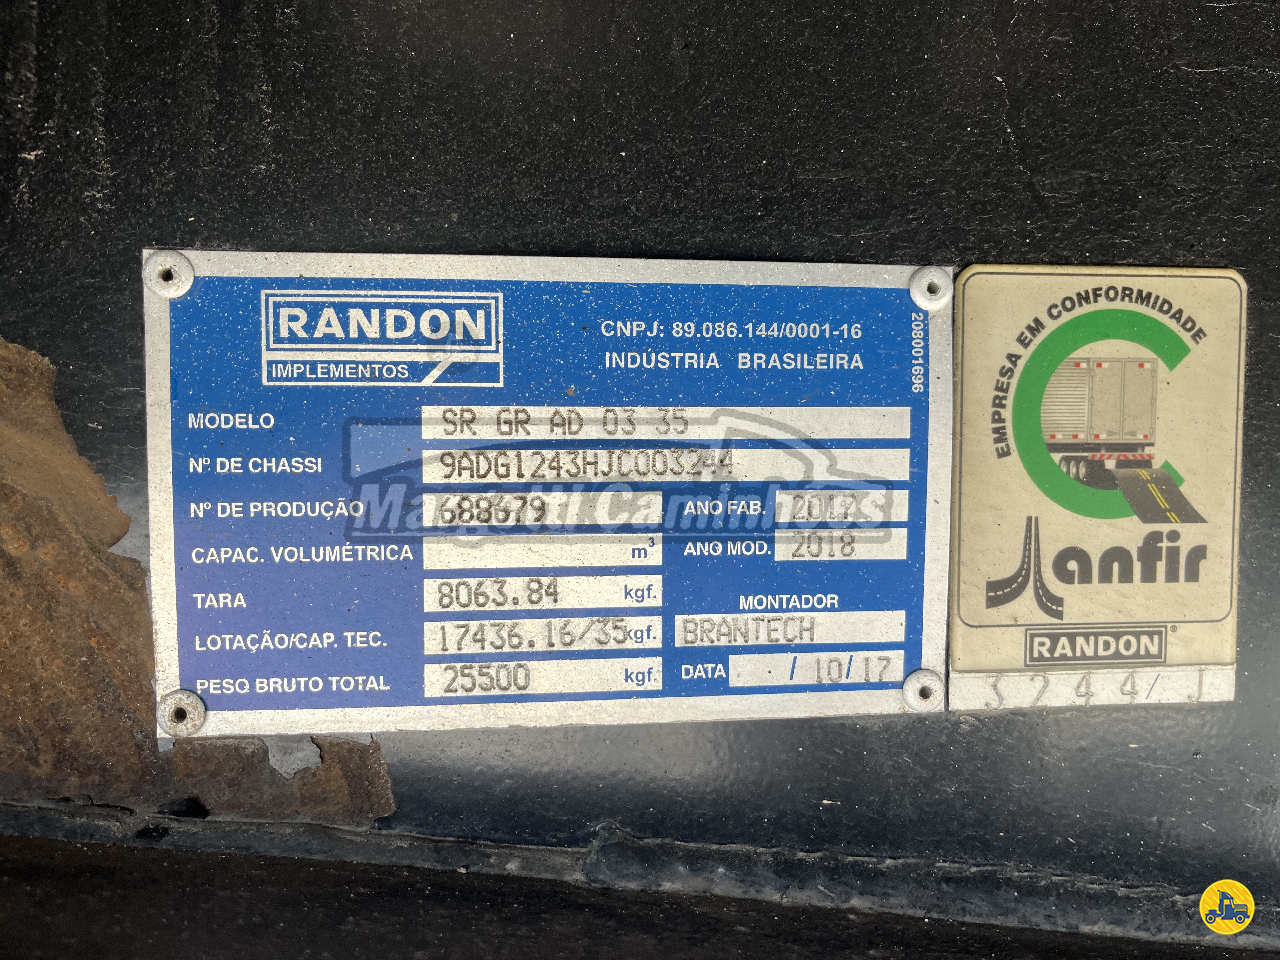 RANDON
IMPLEMENTOS
CNPJ: 89.086.144/0001-16
INDÚSTRIA BRASILEIRA
208001696
MODELO SR GR AD 03 35
Nº DE CHASSI 9ADG1243HJC003244
Nº DE PRODUÇÃO 688679 ANO FAB. 2017
CAPAC. VOLUMÉTRICA m³ ANO MOD. 2018
TARA 8063.84 kgf.
MONTADOR
LOTAÇÃO/CAP. TEC. 17436.16/35 kgf. BRANTECH
PESO BRUTO TOTAL 25500 kgf. DATA / 10/17
EMPRESA EM CONFORMIDADE
anfir
RANDON®
3244/J